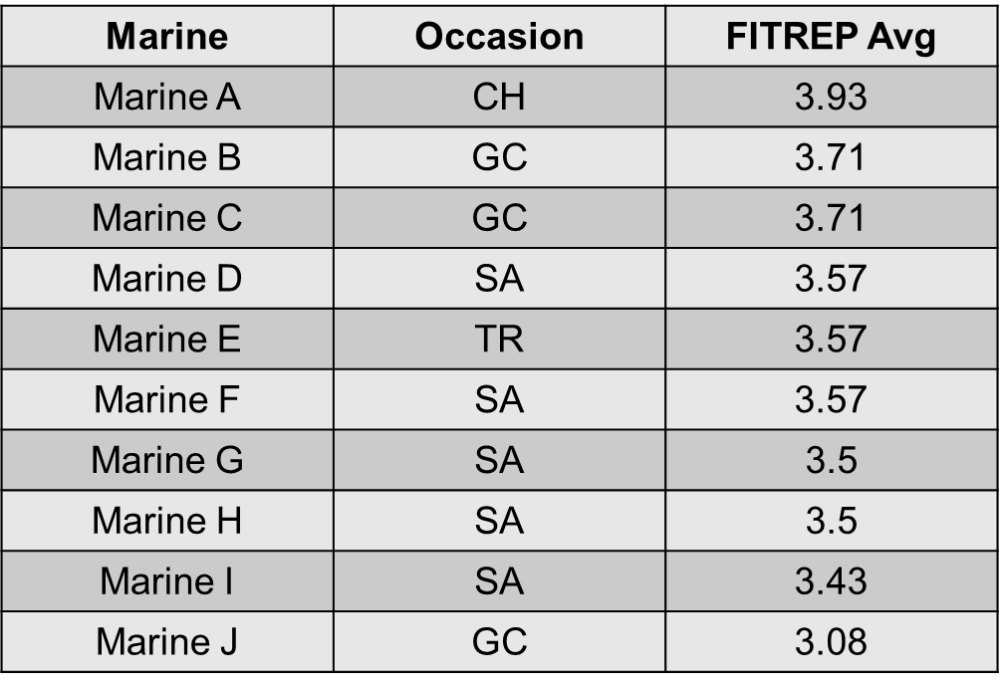 Marine Occasion FITREP Avg
Marine A CH 3.93
Marine B GC 3.71
Marine C GC 3.71
Marine D SA 3.57
Marine E TR 3.57
Marine F SA 3.57
Marine G SA 3.5
Marine H SA 3.5
Marine I SA 3.43
Marine J GC 3.08